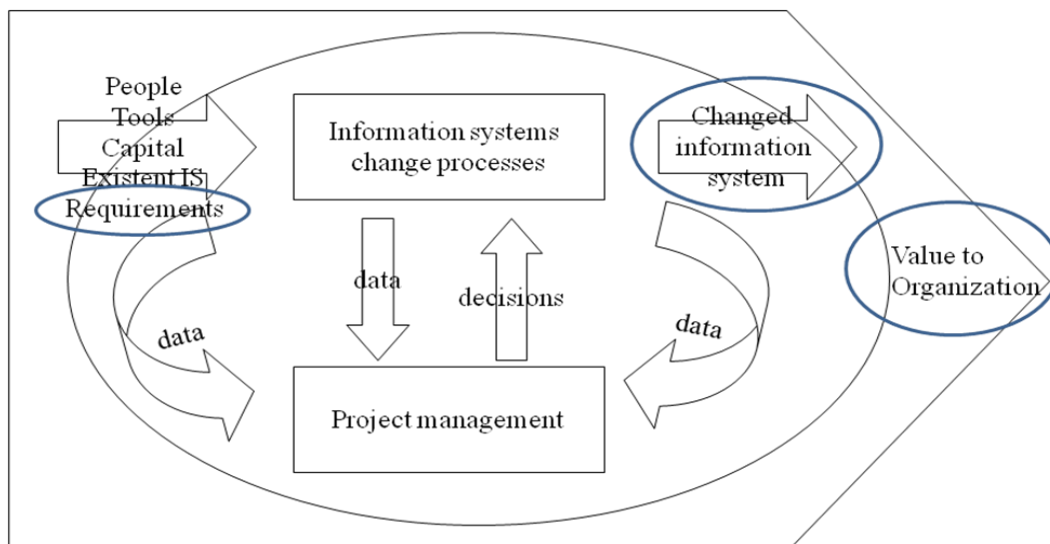 People
Tools
Capital
Existent IS
Requirements
Information systems
change processes
Changed
information
system
Value to
Organization
data
decisions
data
data
Project management